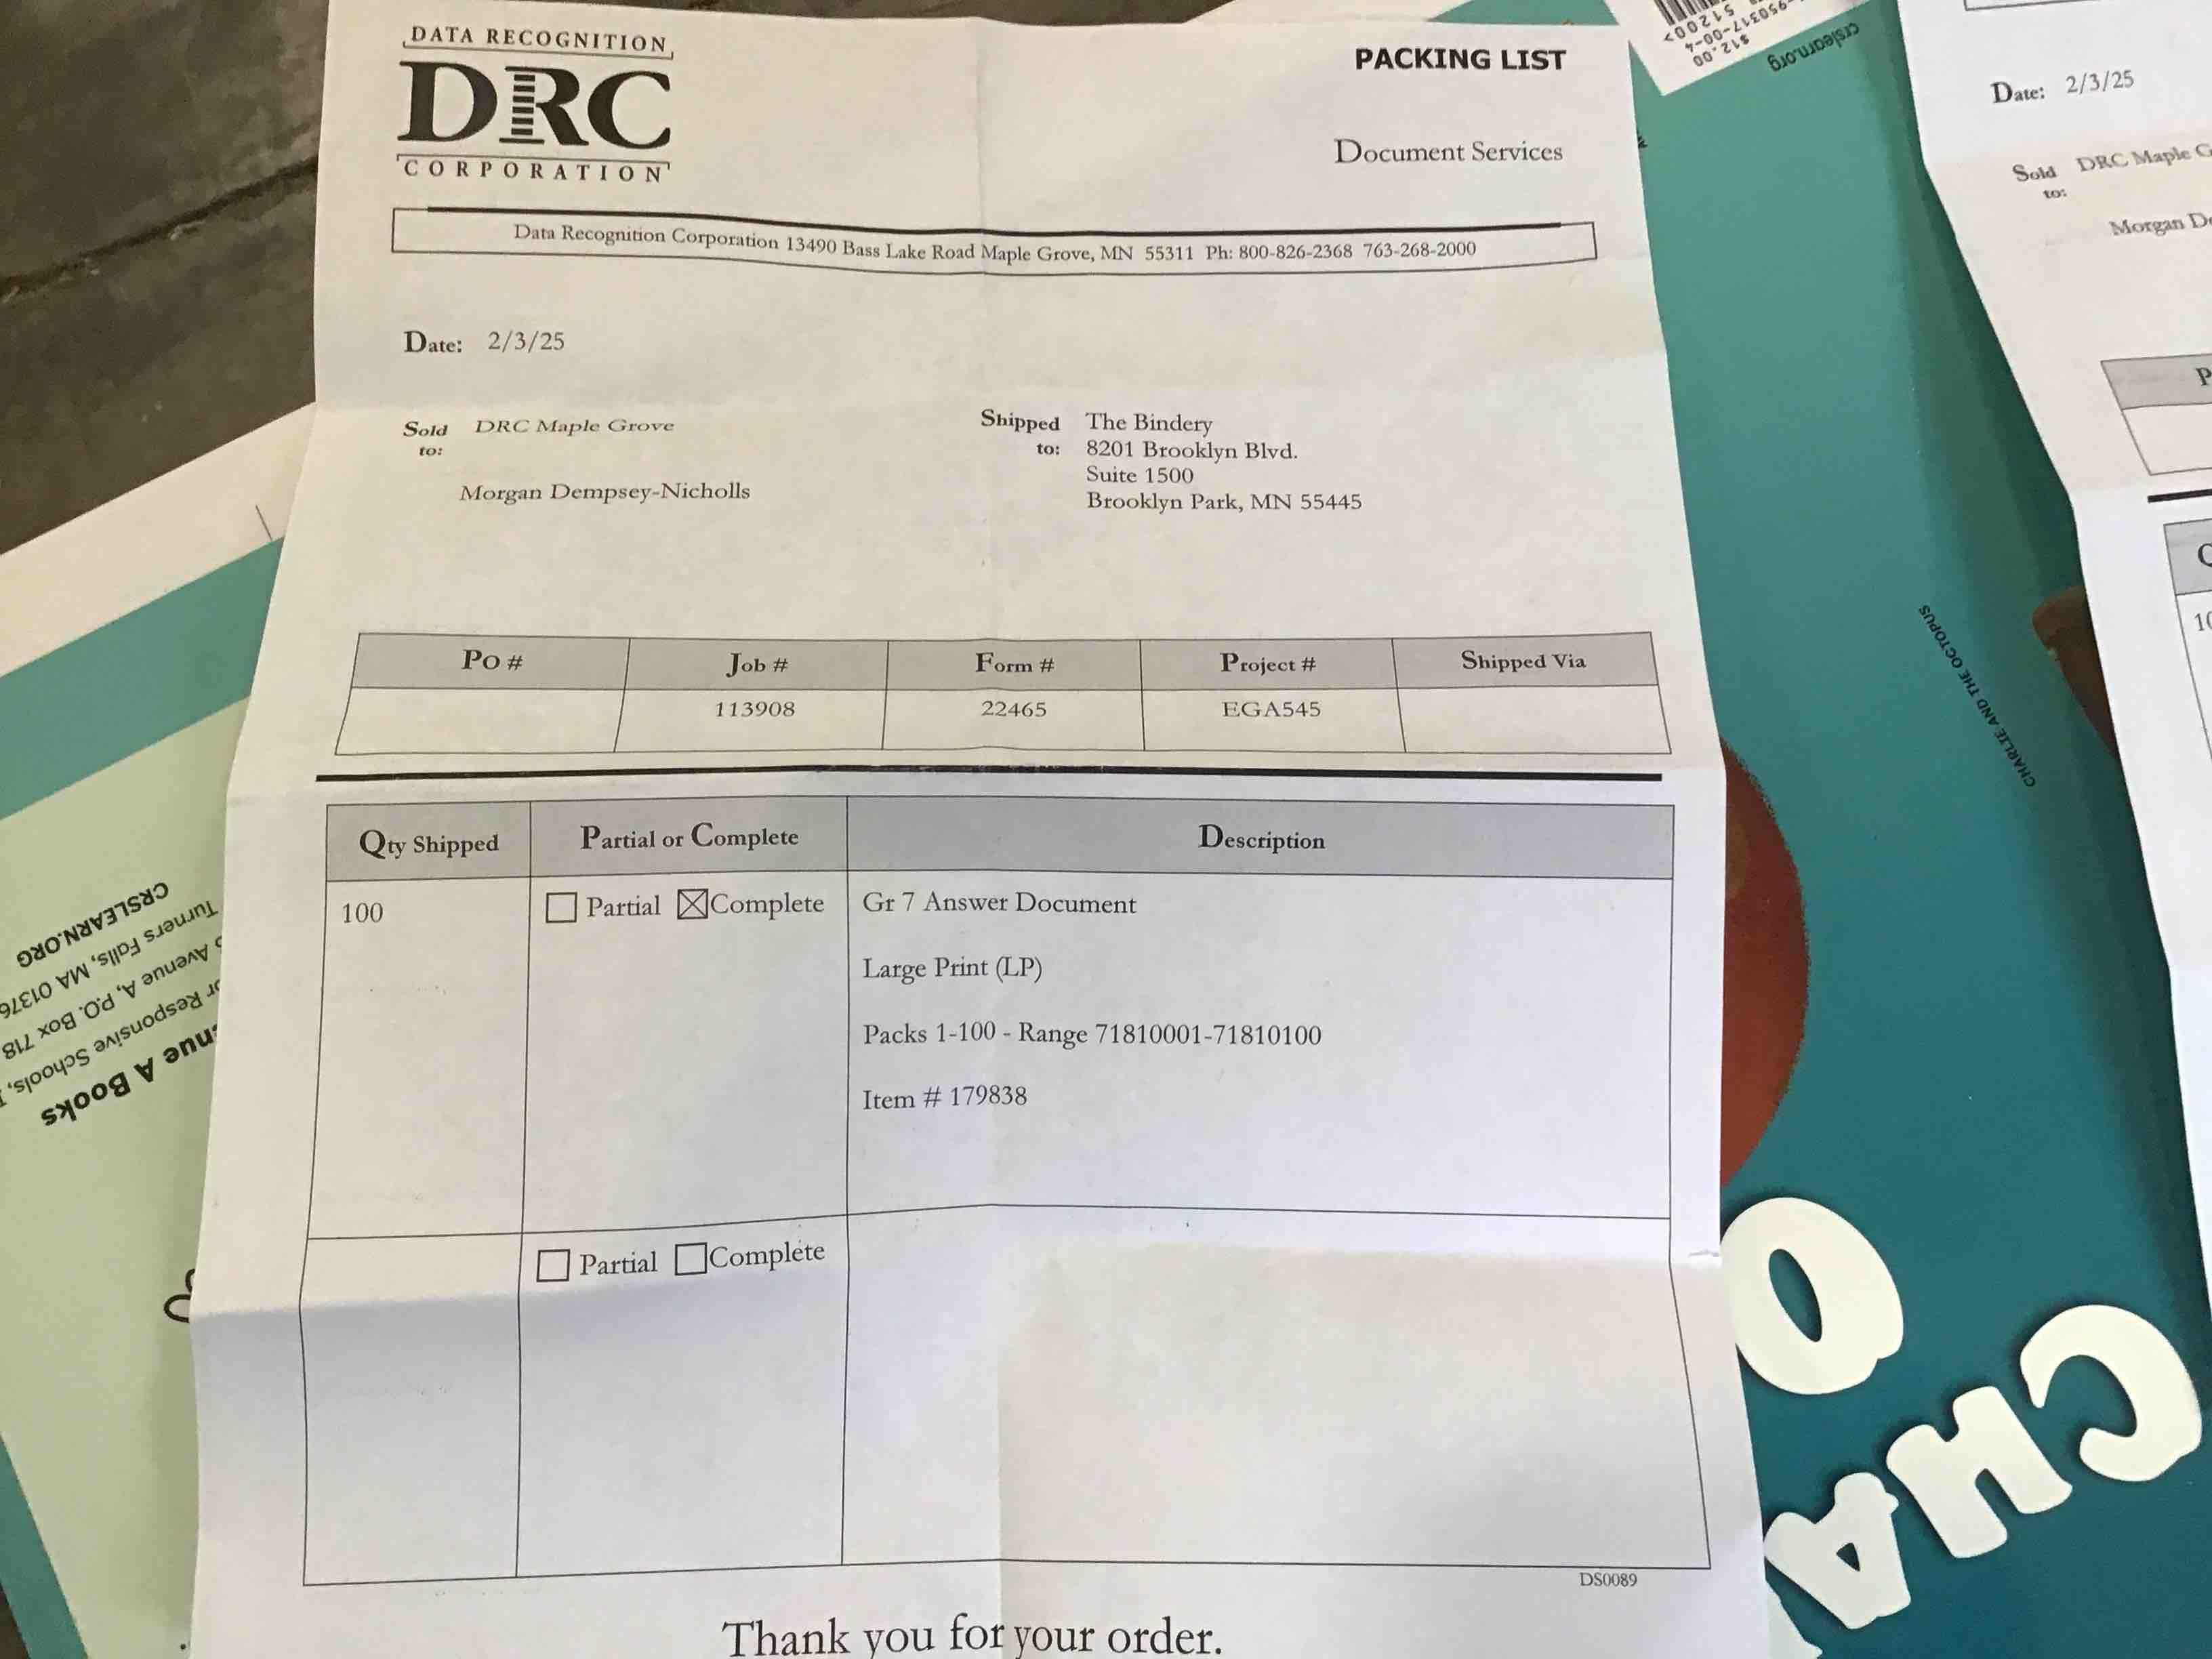 DATA RECOGNITION
DRC
CORPORATION
PACKING LIST
Document Services
Data Recognition Corporation 13490 Bass Lake Road Maple Grove, MN 55311 Ph: 800-826-2368 763-268-2000
Date: 2/3/25
Sold to: DRC Maple Grove
Morgan Dempsey-Nicholls
Shipped to: The Bindery
8201 Brooklyn Blvd.
Suite 1500
Brooklyn Park, MN 55445
Po # Job # Form # Project # Shipped Via
113908 22465 EGA545
Qty Shipped Partial or Complete Description
100 Partial Complete Gr 7 Answer Document
Large Print (LP)
Packs 1-100 - Range 71810001-71810100
Item # 179838
Partial Complete
DS0089
Thank you for your order.
$12.00
crslearn.org
CHARLIE AND THE OCTOPUS
CHA
O
Date: 2/3/25
Sold to: DRC Maple
Morgan
A Books
Responsive Schools,
Avenue A, P.O. Box 718
Turners Falls, MA 01376
CRSLEARN.ORG